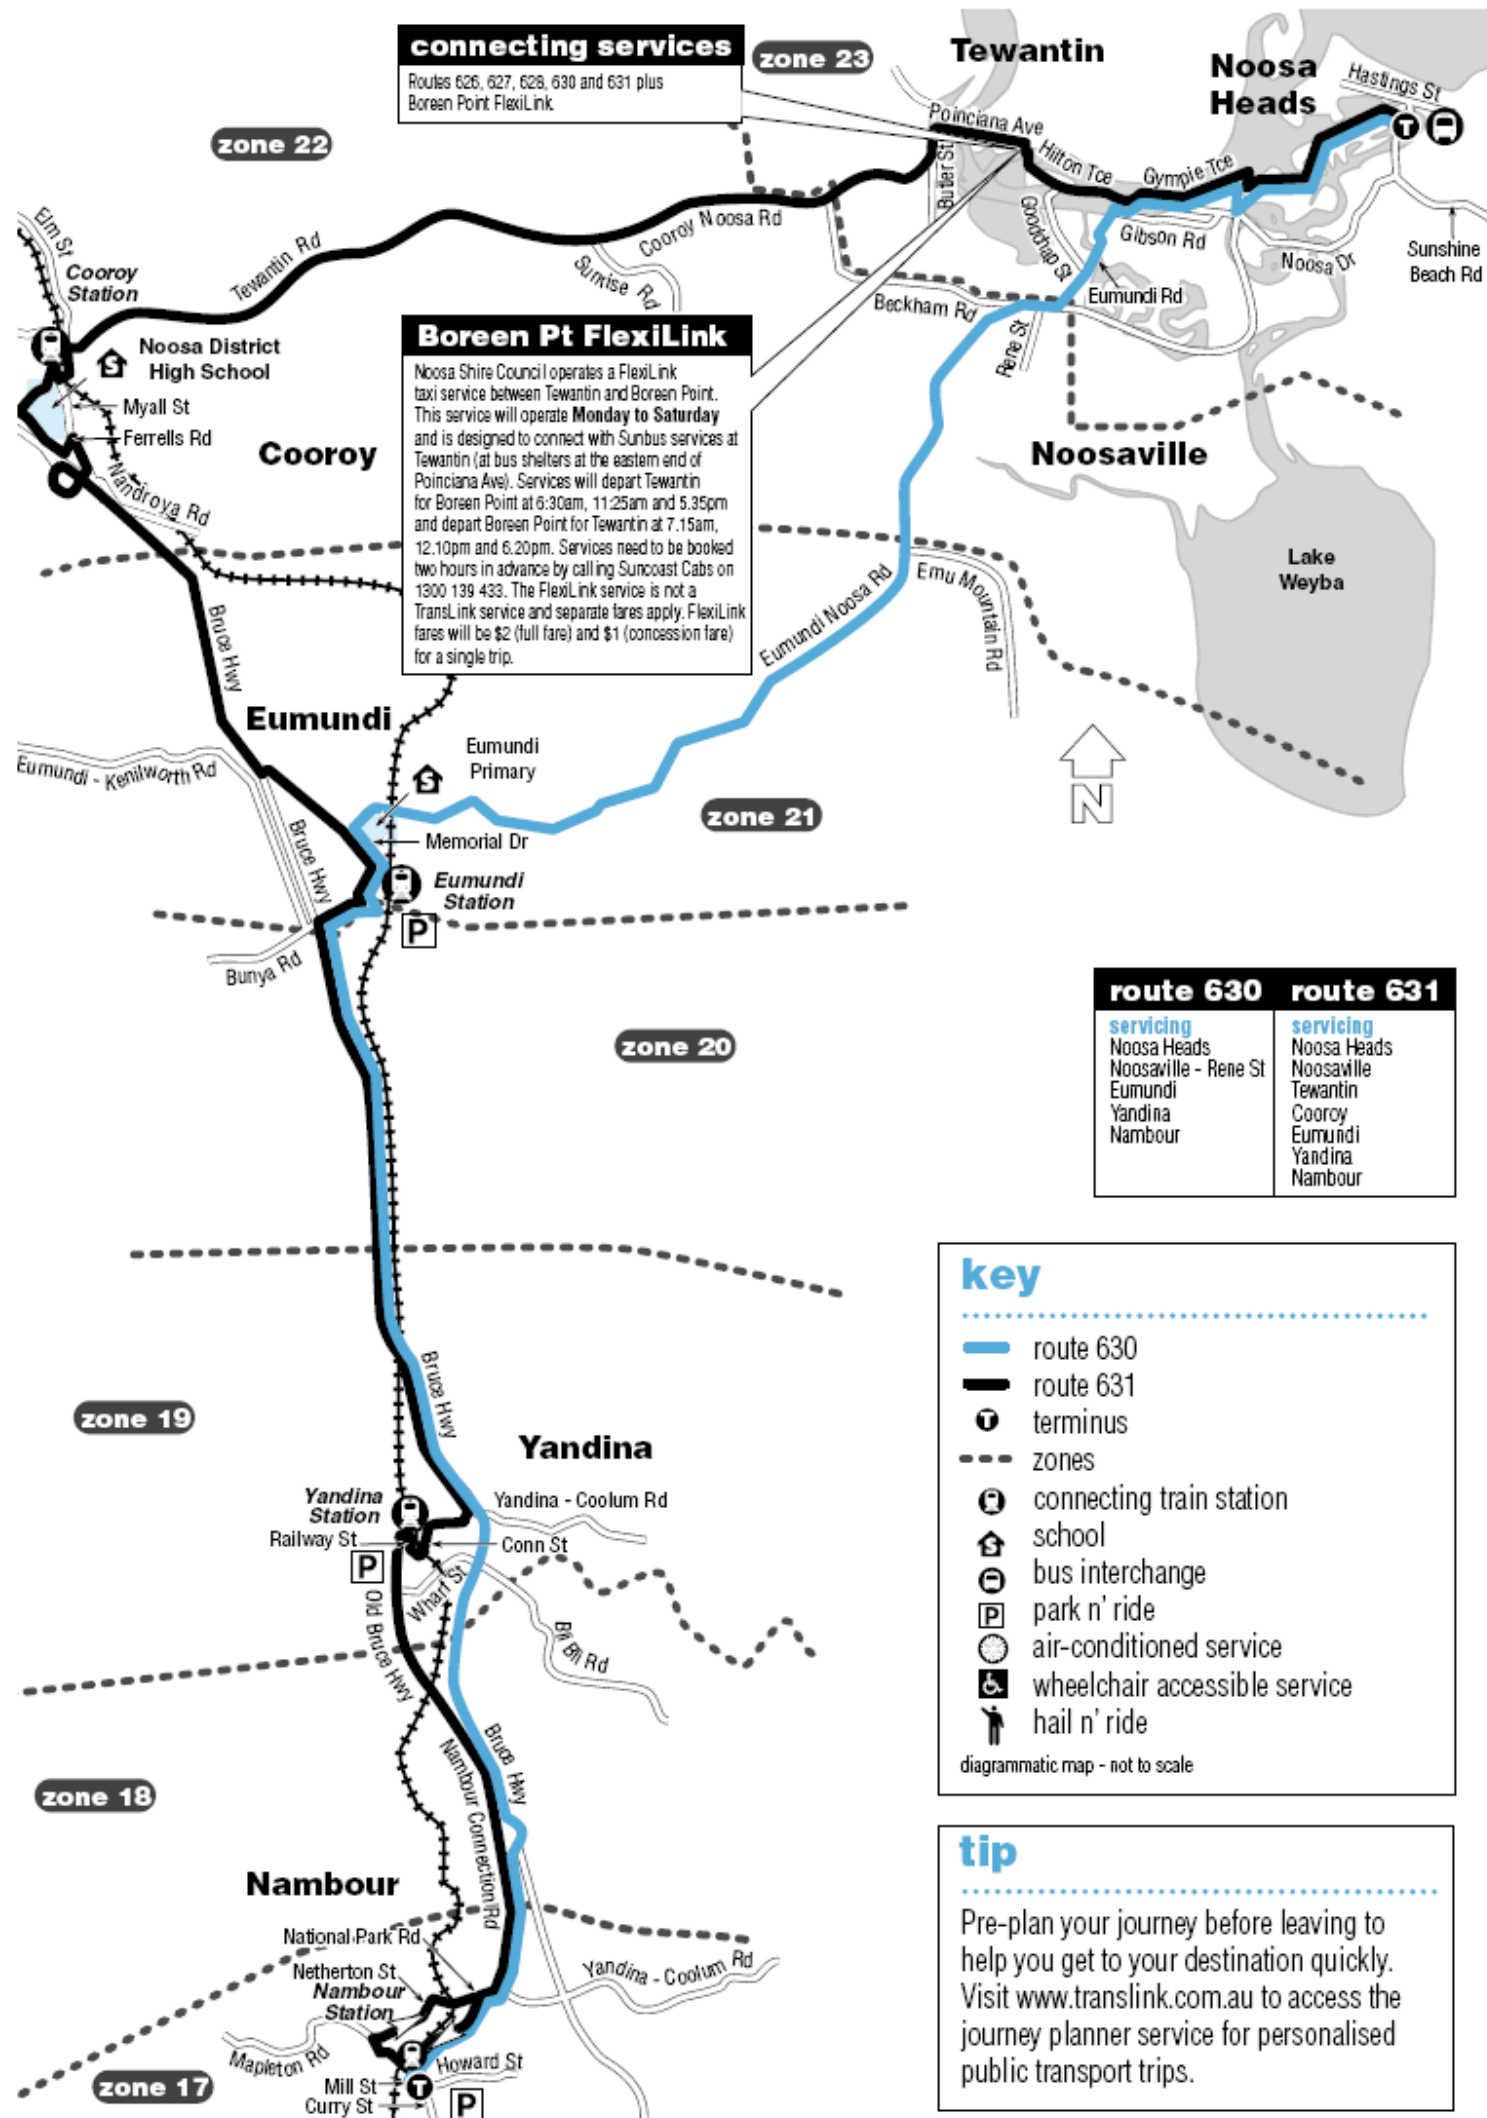 connecting services
Routes 626, 627, 628, 630 and 631 plus
Boreen Point FlexiLink.
zone 23
Tewantin
Noosa
Heads
Hastings St
zone 22
Poinciana Ave
Butler St
Hilton Tce
Gympie Tce
Goodchap St
Gibson Rd
Noosa Dr
Sunshine
Beach Rd
Eumundi Rd
Elm St
Cooroy
Station
Tewantin Rd
Cooroy Noosa Rd
Sunrise Rd
Beckham Rd
Rene St
Noosa District
High School
Myall St
Ferrells Rd
Cooroy
Nandroya Rd
Boreen Pt FlexiLink
Noosa Shire Council operates a FlexiLink
taxi service between Tewantin and Boreen Point.
This service will operate Monday to Saturday
and is designed to connect with Sunbus services at
Tewantin (at bus shelters at the eastern end of
Poinciana Ave). Services will depart Tewantin
for Boreen Point at 6:30am, 11:25am and 5.35pm
and depart Boreen Point for Tewantin at 7.15am,
12.10pm and 6.20pm. Services need to be booked
two hours in advance by calling Suncoast Cabs on
1300 139 433. The FlexiLink service is not a
TransLink service and separate fares apply. FlexiLink
fares will be $2 (full fare) and $1 (concession fare)
for a single trip.
Noosaville
Lake
Weyba
Emu Mountain Rd
Eumundi Noosa Rd
Bruce Hwy
Eumundi
Eumundi - Kenilworth Rd
Eumundi
Primary
N
zone 21
Bruce Hwy
Memorial Dr
Eumundi
Station
P
Bunya Rd
zone 20
route 630
servicing
Noosa Heads
Noosaville - Rene St
Eumundi
Yandina
Nambour
route 631
servicing
Noosa Heads
Noosaville
Tewantin
Cooroy
Eumundi
Yandina
Nambour
key
route 630
route 631
T terminus
zones
connecting train station
S school
bus interchange
P park n' ride
air-conditioned service
wheelchair accessible service
hail n' ride
diagrammatic map - not to scale
zone 19
Bruce Hwy
Yandina
Yandina
Station
Yandina - Coolum Rd
Railway St
Conn St
P
Wharf St
Old Bruce Hwy
Bli Bli Rd
zone 18
Nambour Connection Rd
Bruce Hwy
Nambour
National Park Rd
Netherton St
Nambour
Station
Yandina - Coolum Rd
Mapleton Rd
Howard St
zone 17
Mill St
T
Curry St
P
tip
Pre-plan your journey before leaving to
help you get to your destination quickly.
Visit www.translink.com.au to access the
journey planner service for personalised
public transport trips.